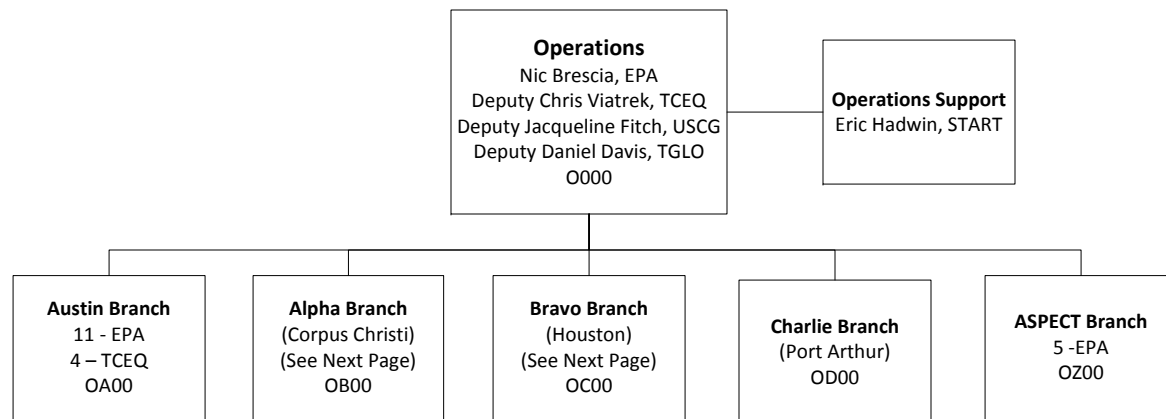 Operations
Nic Brescia, EPA
Deputy Chris Viatrek, TCEQ
Deputy Jacqueline Fitch, USCG
Deputy Daniel Davis, TGLO
O000
Operations Support
Eric Hadwin, START
Austin Branch
11 - EPA
4 – TCEQ
OA00
Alpha Branch
(Corpus Christi)
(See Next Page)
OB00
Bravo Branch
(Houston)
(See Next Page)
OC00
Charlie Branch
(Port Arthur)
OD00
ASPECT Branch
5 -EPA
OZ00